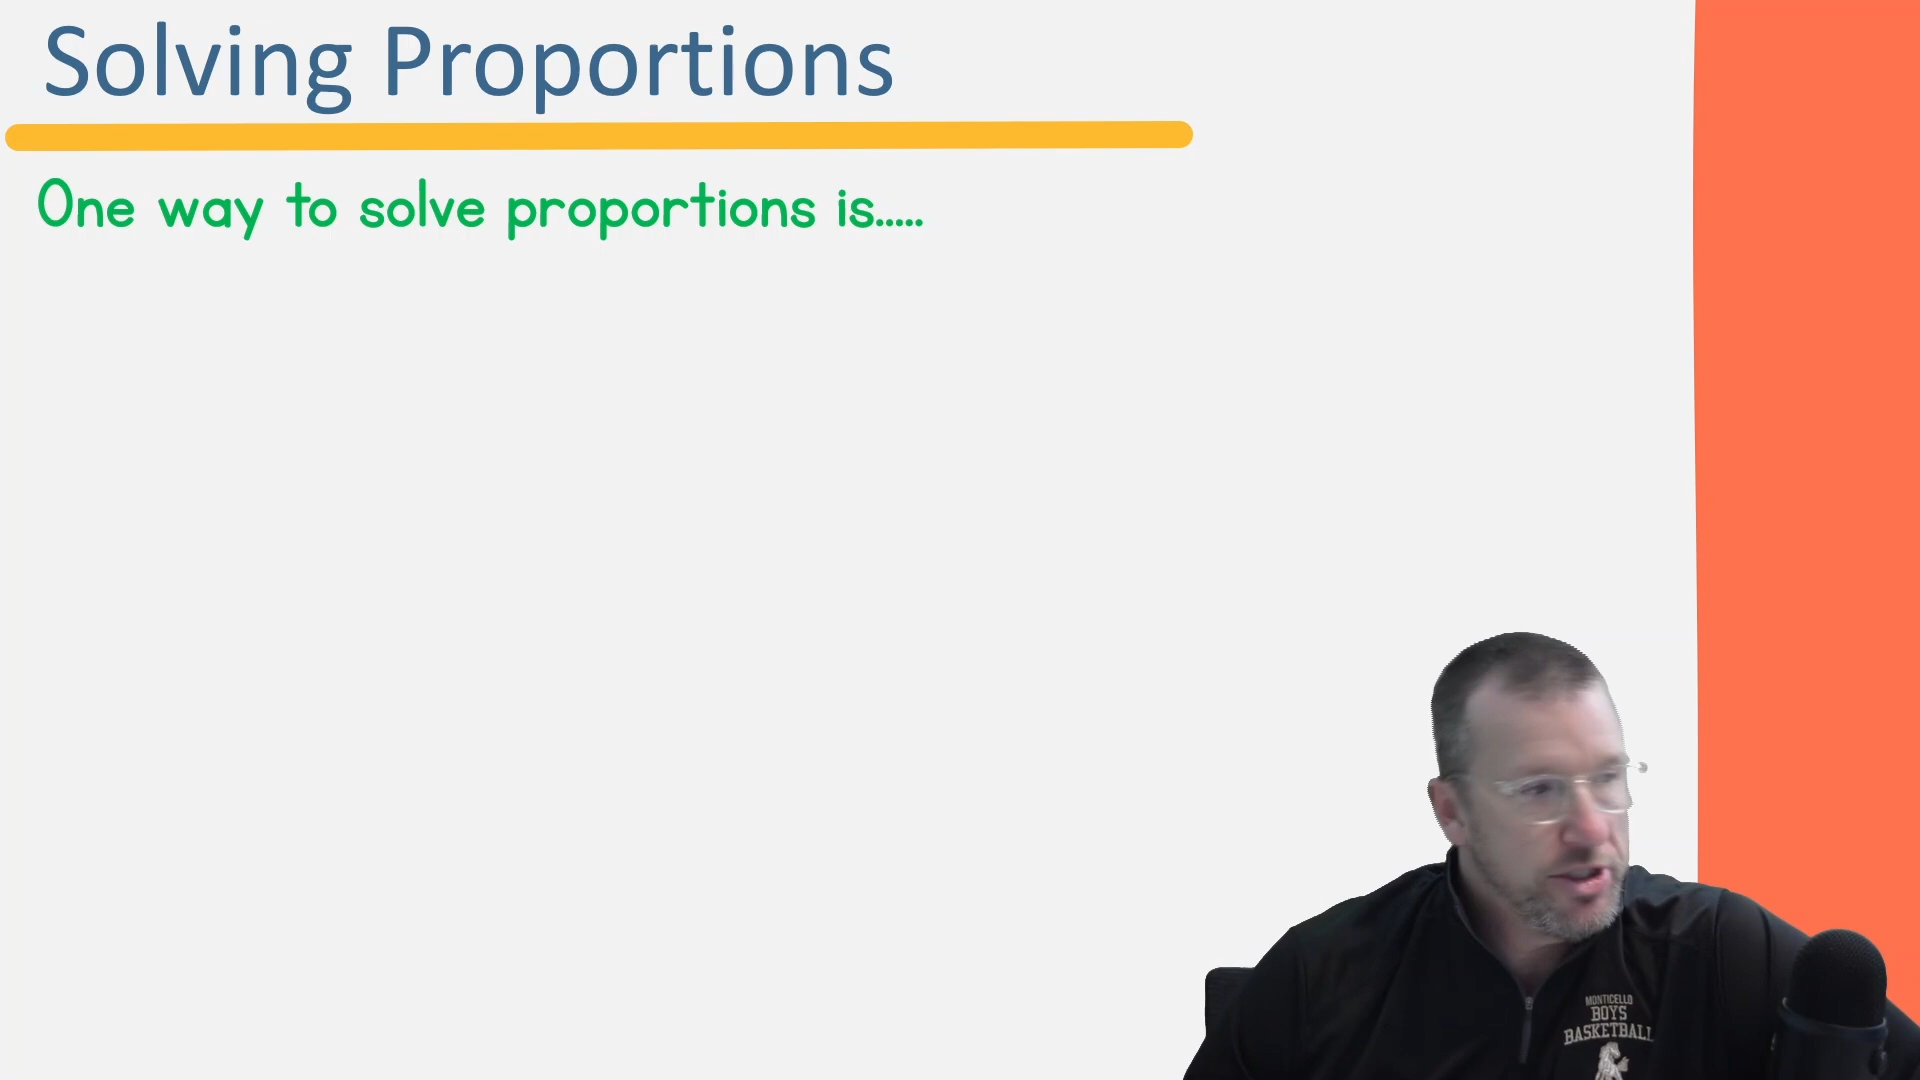 Solving Proportions
One way to solve proportions is.....
MONTICELLO
BOYS
BASKETBALL